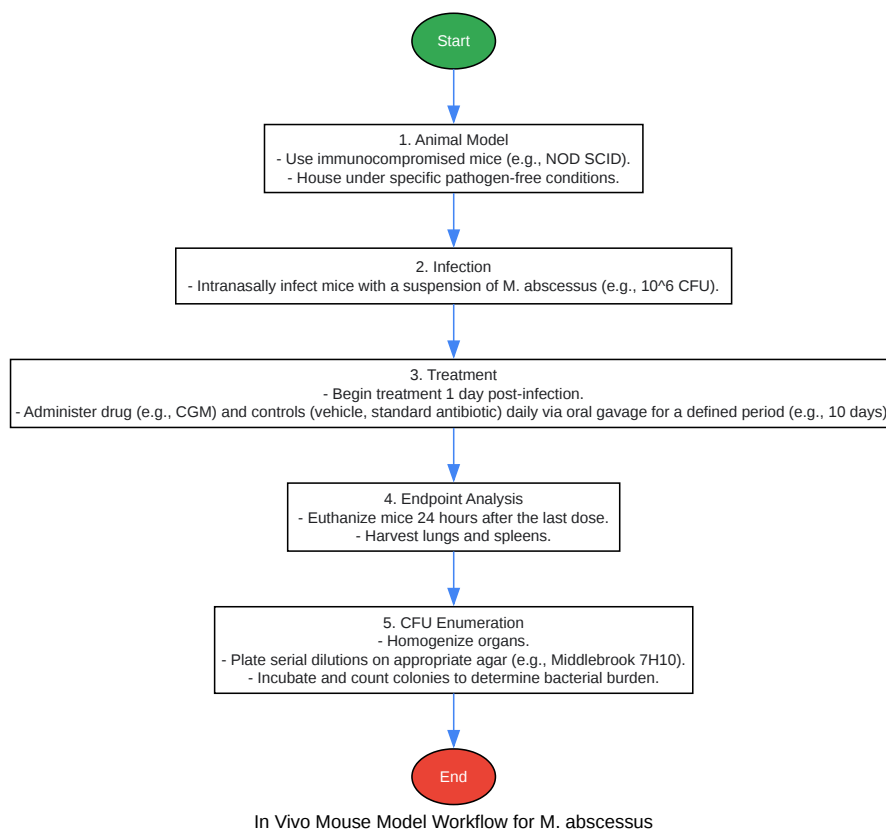 Start
1. Animal Model
- Use immunocompromised mice (e.g., NOD SCID).
- House under specific pathogen-free conditions.
2. Infection
- Intranasally infect mice with a suspension of M. abscessus (e.g., 10^6 CFU).
3. Treatment
- Begin treatment 1 day post-infection.
- Administer drug (e.g., CGM) and controls (vehicle, standard antibiotic) daily via oral gavage for a defined period (e.g., 10 days)
4. Endpoint Analysis
- Euthanize mice 24 hours after the last dose.
- Harvest lungs and spleens.
5. CFU Enumeration
- Homogenize organs.
- Plate serial dilutions on appropriate agar (e.g., Middlebrook 7H10).
- Incubate and count colonies to determine bacterial burden.
End
In Vivo Mouse Model Workflow for M. abscessus